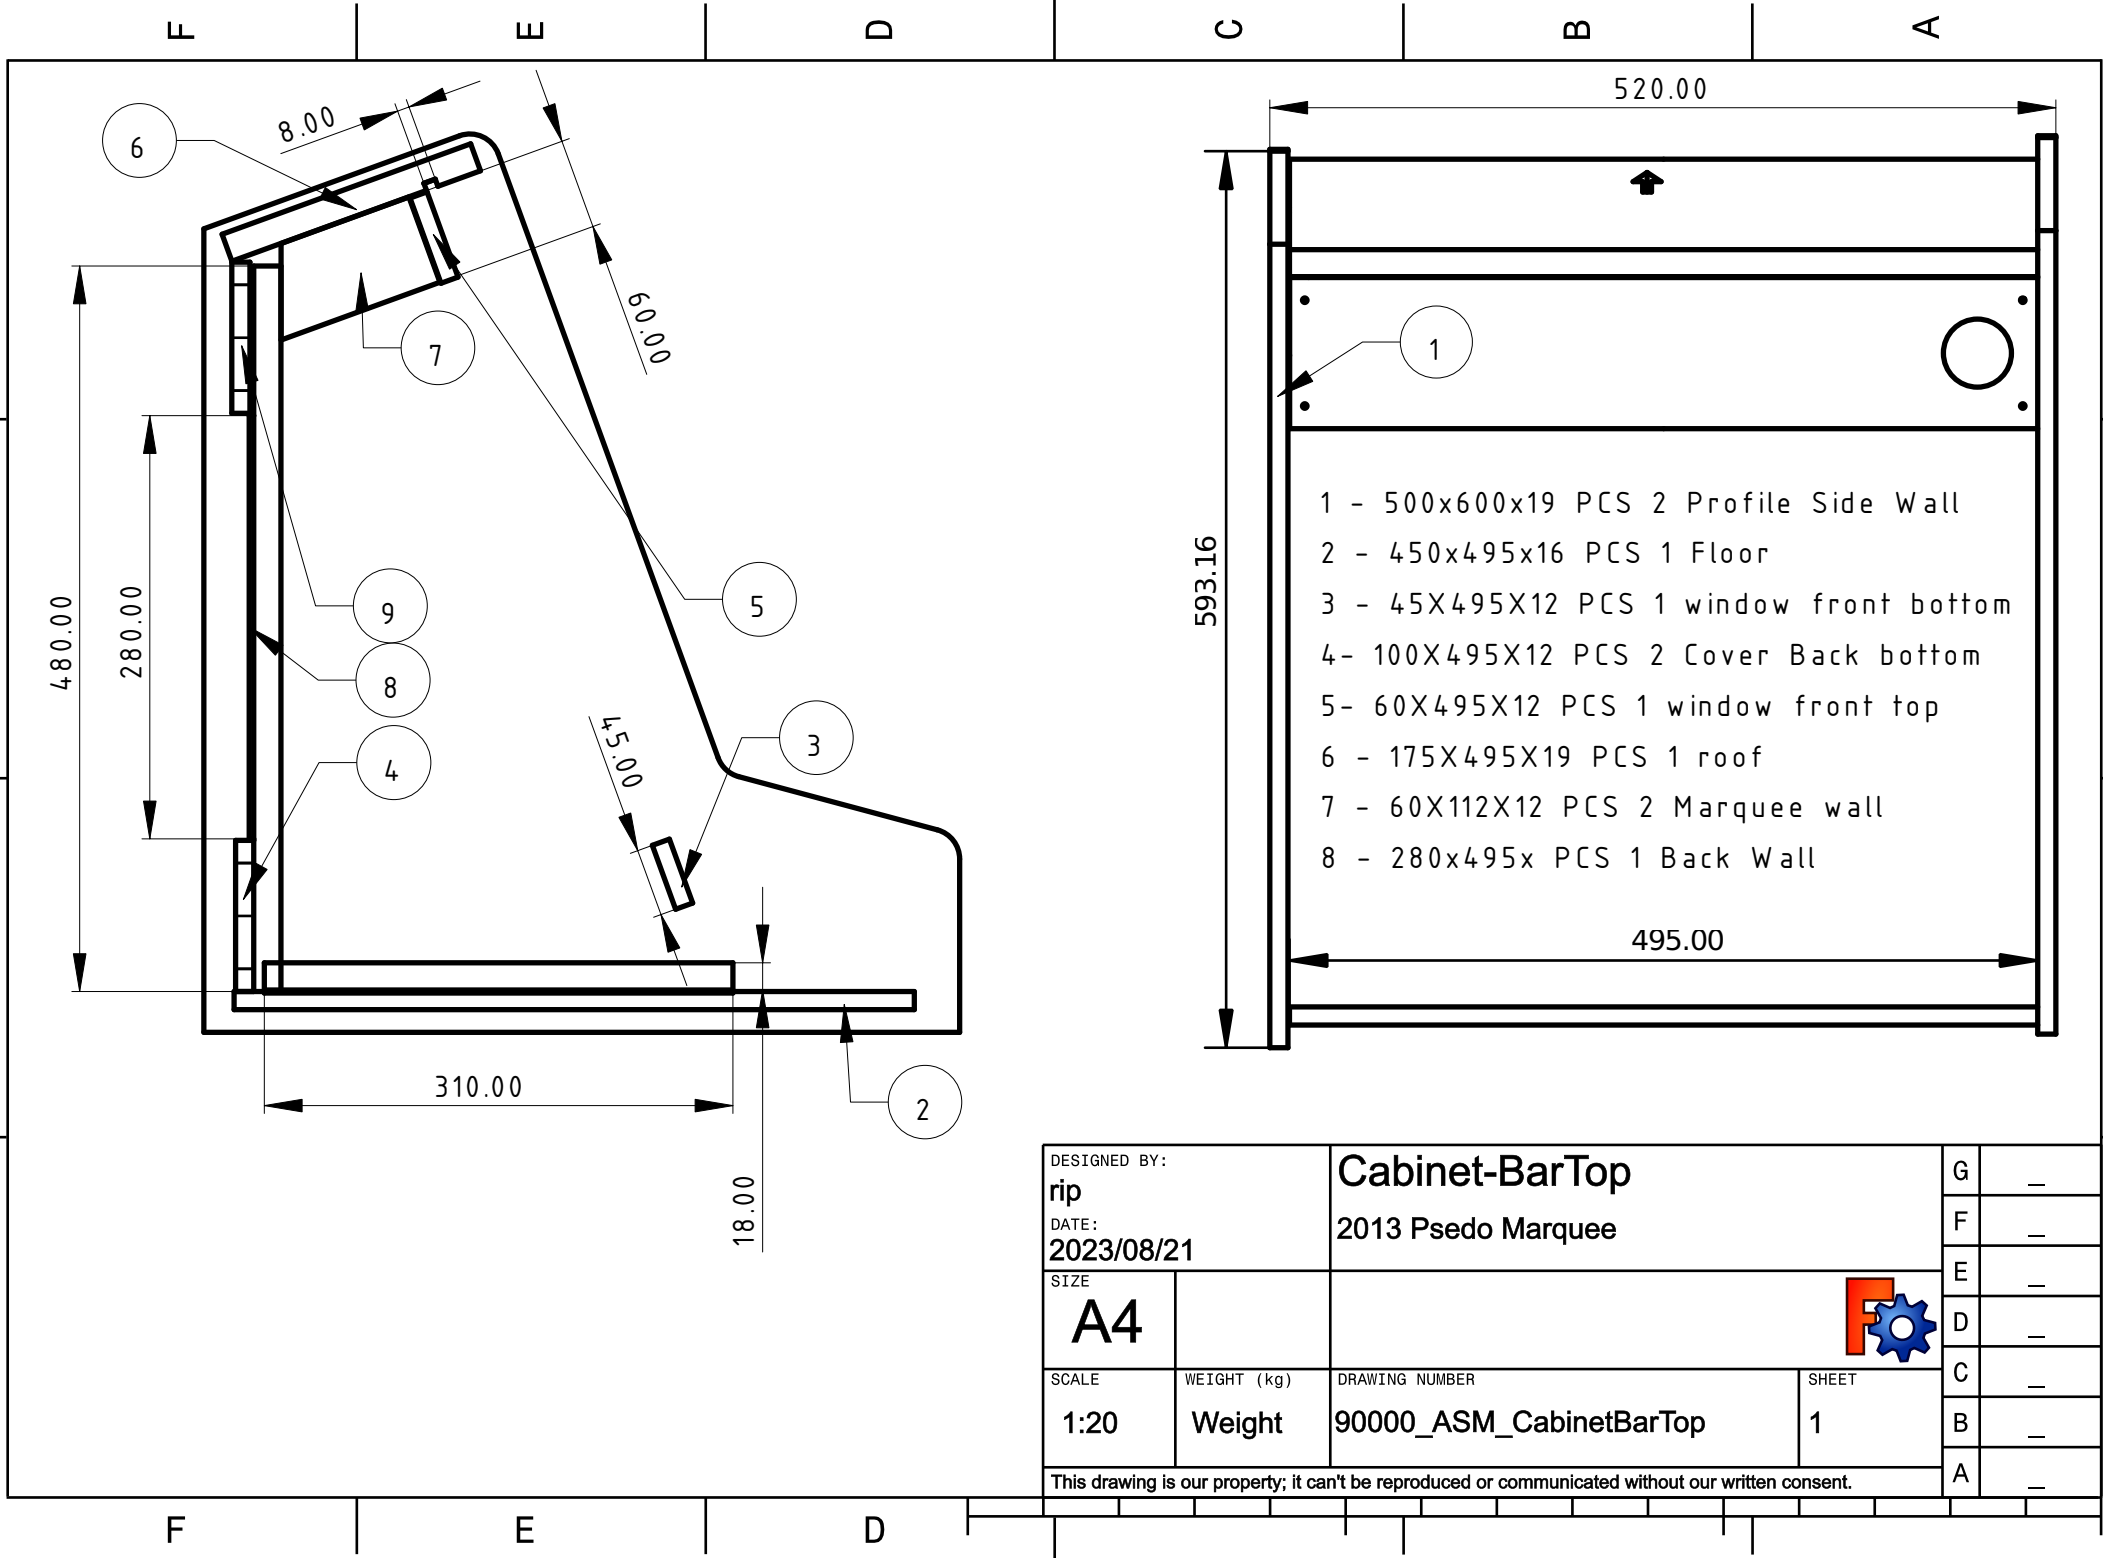 F E D C B A
8.00
520.00
6
60.00
7
1
1 - 500x600x19 PCS 2 Profile Side Wall
2 - 450x495x16 PCS 1 Floor
3 - 45X495X12 PCS 1 window front bottom
4- 100X495X12 PCS 2 Cover Back bottom
5- 60X495X12 PCS 1 window front top
6 - 175X495X19 PCS 1 roof
7 - 60X112X12 PCS 2 Marquee wall
8 - 280x495x PCS 1 Back Wall
593.16
9
5
480.00
280.00
8
45.00
3
4
495.00
310.00
2
18.00
DESIGNED BY:
rip
DATE:
2023/08/21
Cabinet-BarTop
2013 Psedo Marquee
SIZE
A4
SCALE
1:20
WEIGHT (kg)
Weight
DRAWING NUMBER
90000_ASM_CabinetBarTop
SHEET
1
This drawing is our property; it can't be reproduced or communicated without our written consent.
G _
F _
E _
D _
C _
B _
A _
F E D